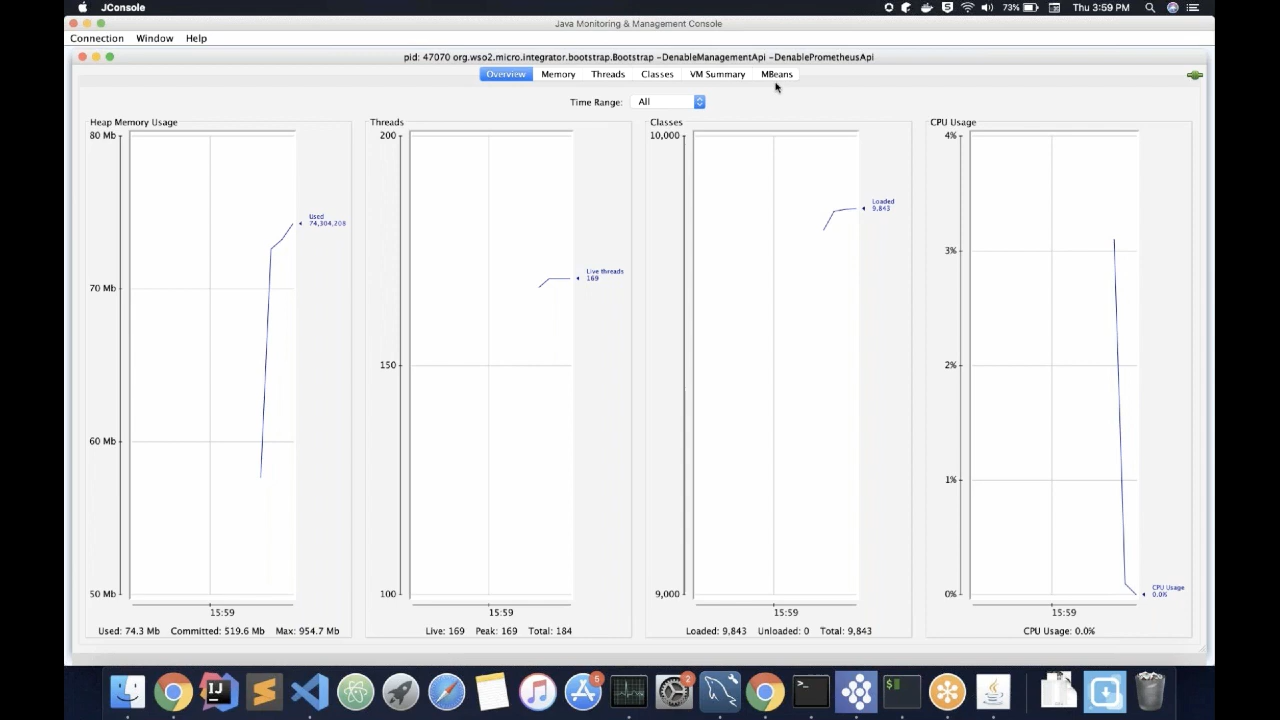 JConsole
73%
Thu 3:59 PM
Java Monitoring & Management Console
Connection Window Help
pid: 47070 org.wso2.micro.integrator.bootstrap.Bootstrap -DenableManagementApi -DenablePrometheusApi
Overview Memory Threads Classes VM Summary MBeans
Time Range: All
Heap Memory Usage
80 Mb
70 Mb
60 Mb
50 Mb
Used
74,304,208
15:59
Used: 74.3 Mb Committed: 519.6 Mb Max: 954.7 Mb
Threads
200
150
100
Live threads
169
15:59
Live: 169 Peak: 169 Total: 184
Classes
10,000
9,000
Loaded
9,843
15:59
Loaded: 9,843 Unloaded: 0 Total: 9,843
CPU Usage
4%
3%
2%
1%
0%
CPU Usage
0.0%
15:59
CPU Usage: 0.0%
IJ
5
2
>_
$